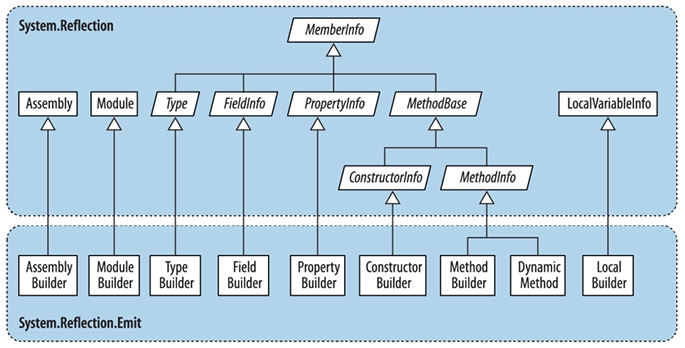 System.Reflection
MemberInfo
Assembly
Module
Type
FieldInfo
PropertyInfo
MethodBase
LocalVariableInfo
ConstructorInfo
MethodInfo
Assembly
Builder
Module
Builder
Type
Builder
Field
Builder
Property
Builder
Constructor
Builder
Method
Builder
Dynamic
Method
Local
Builder
System.Reflection.Emit